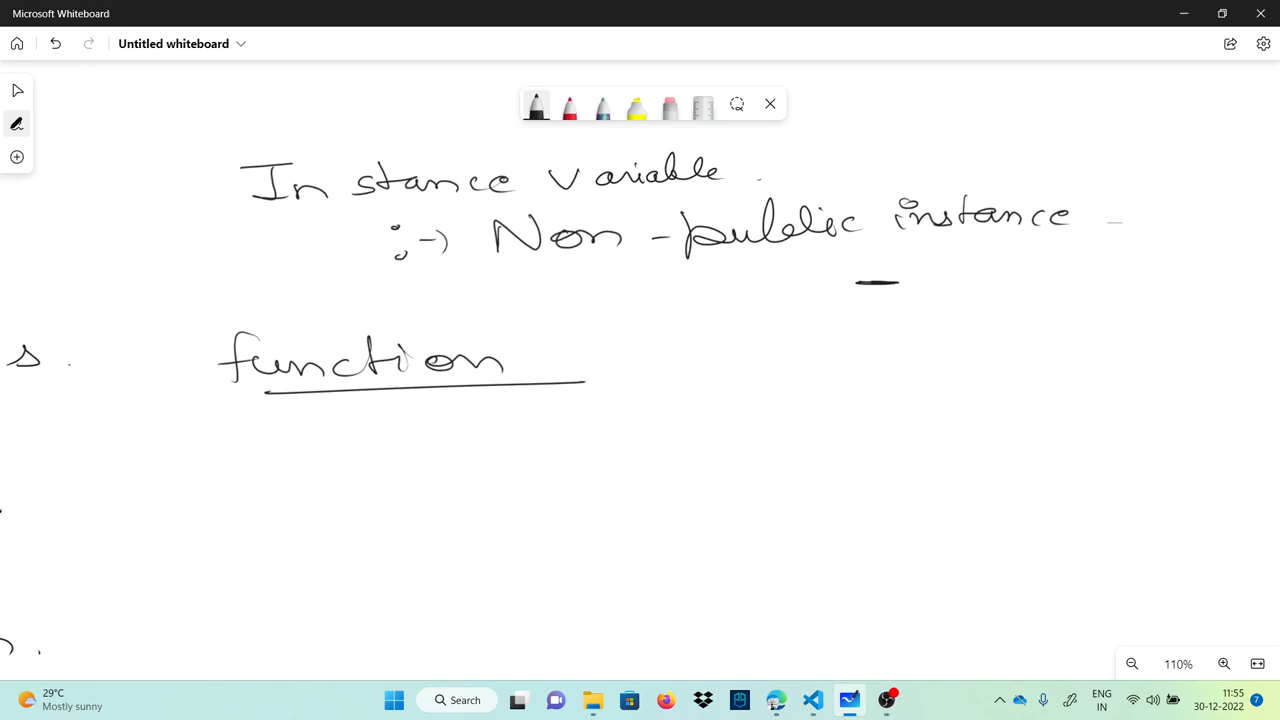 Microsoft Whiteboard
Untitled whiteboard
Instance variable.
:-) Non-public instance -
s.
function
110%
29°C
Mostly sunny
Search
ENG
IN
11:55
30-12-2022
7